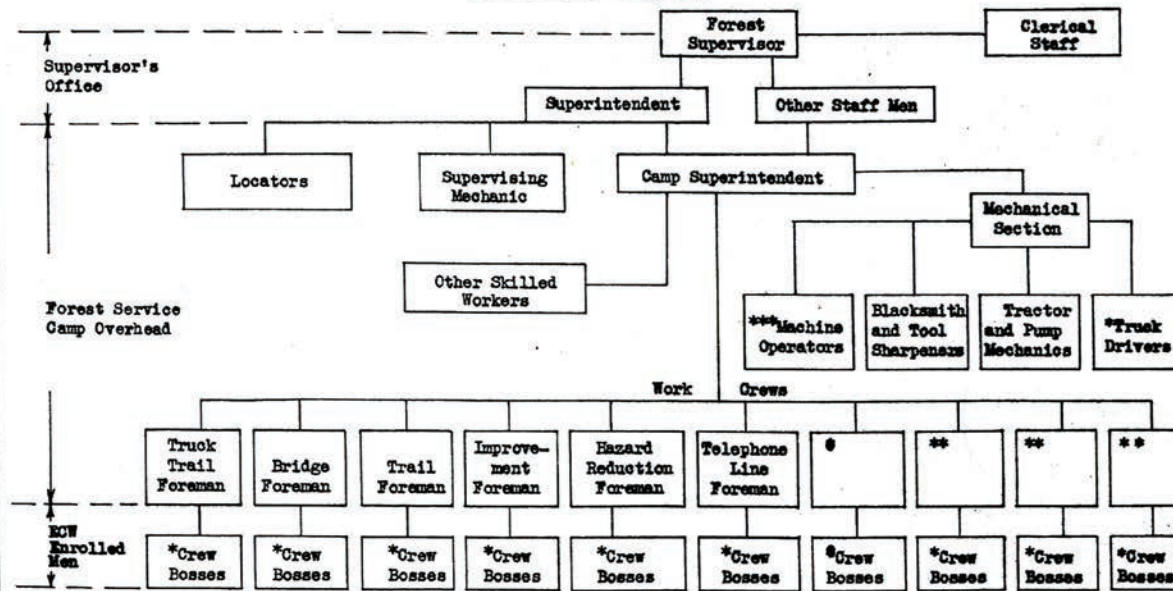 Forest
Supervisor
Clerical
Staff
Supervisor's
Office
Superintendent
Other Staff Men
Locators
Supervising
Mechanic
Camp Superintendent
Mechanical
Section
Other Skilled
Workers
Forest Service
Camp Overhead
***Machine
Operators
Blacksmith
and Tool
Sharpeners
Tractor
and Pump
Mechanics
*Truck
Drivers
Work Crews
Truck
Trail
Foreman
Bridge
Foreman
Trail
Foreman
Improve-
ment
Foreman
Hazard
Reduction
Foreman
Telephone
Line
Foreman
**
**
**
ECW
Enrolled
Men
*Crew
Bosses
*Crew
Bosses
*Crew
Bosses
*Crew
Bosses
*Crew
Bosses
*Crew
Bosses
Crew
Bosses
*Crew
Bosses
*Crew
Bosses
*Crew
Bosses